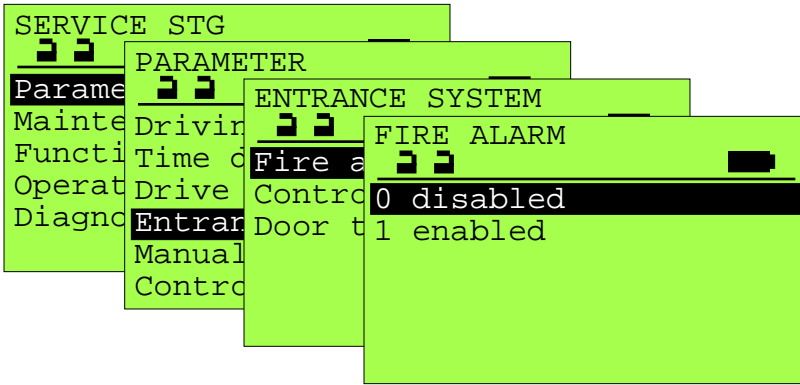 SERVICE STG
Parame
Mainte
Functi
Operat
Diagno
PARAMETER
Drivin
Time d
Drive
Entran
Manual
Contro
ENTRANCE SYSTEM
Fire a
Contro
Door t
FIRE ALARM
0 disabled
1 enabled